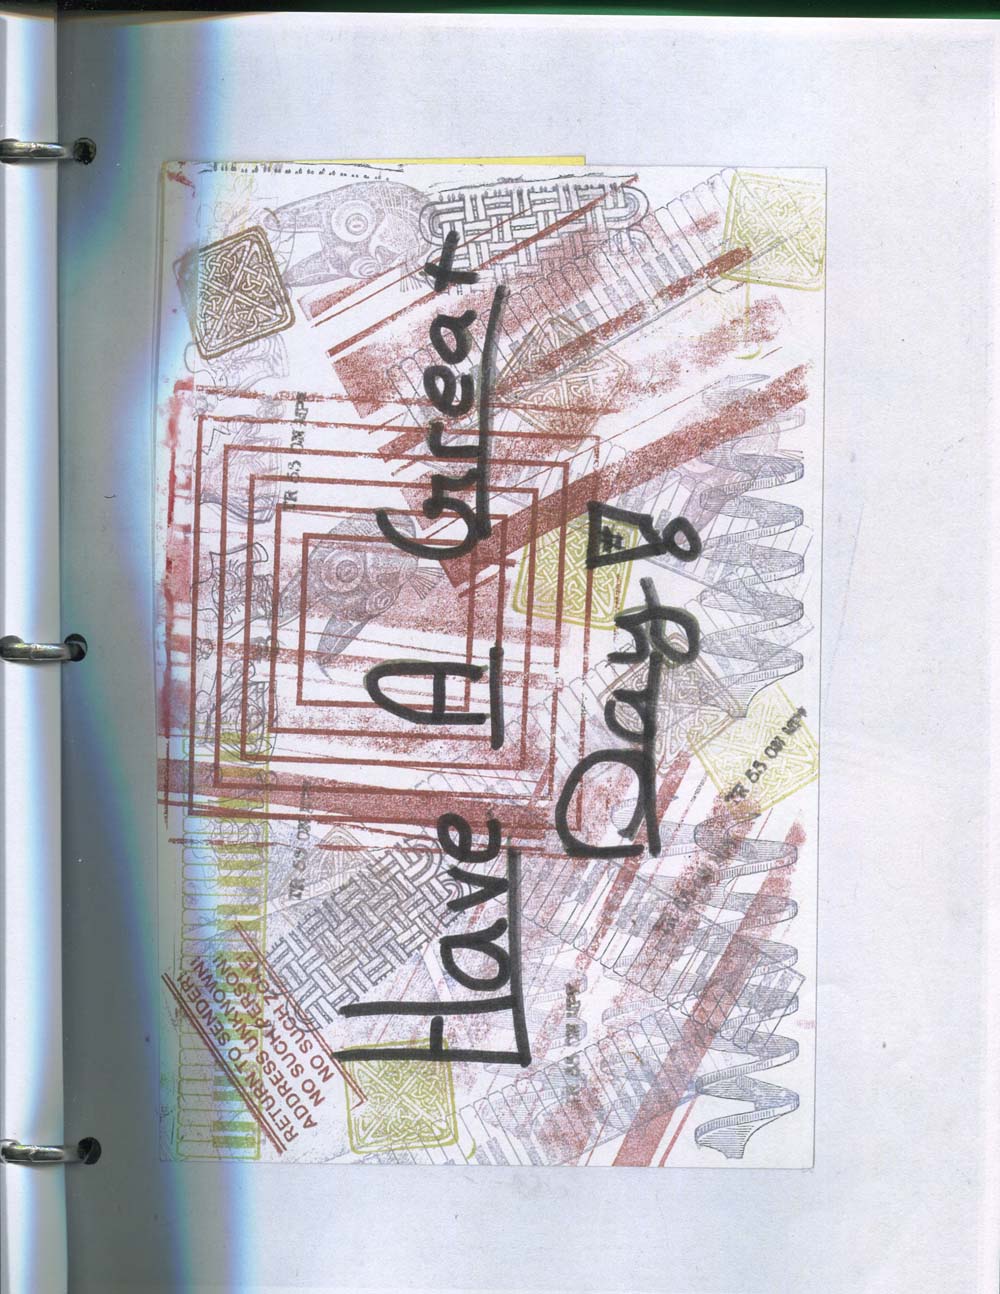 Have A Great
Day!
RETURN TO SENDER!
ADDRESS UNKNOWN!
NO SUCH PERSON!
NO SUCH ZONE!